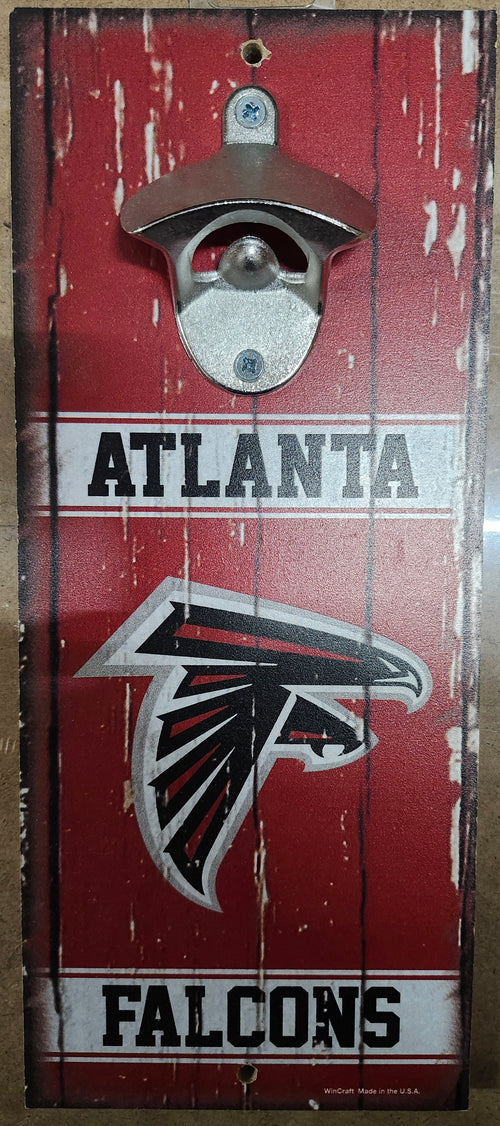 ATLANTA
FALCONS
WinCraft Made in the U.S.A.